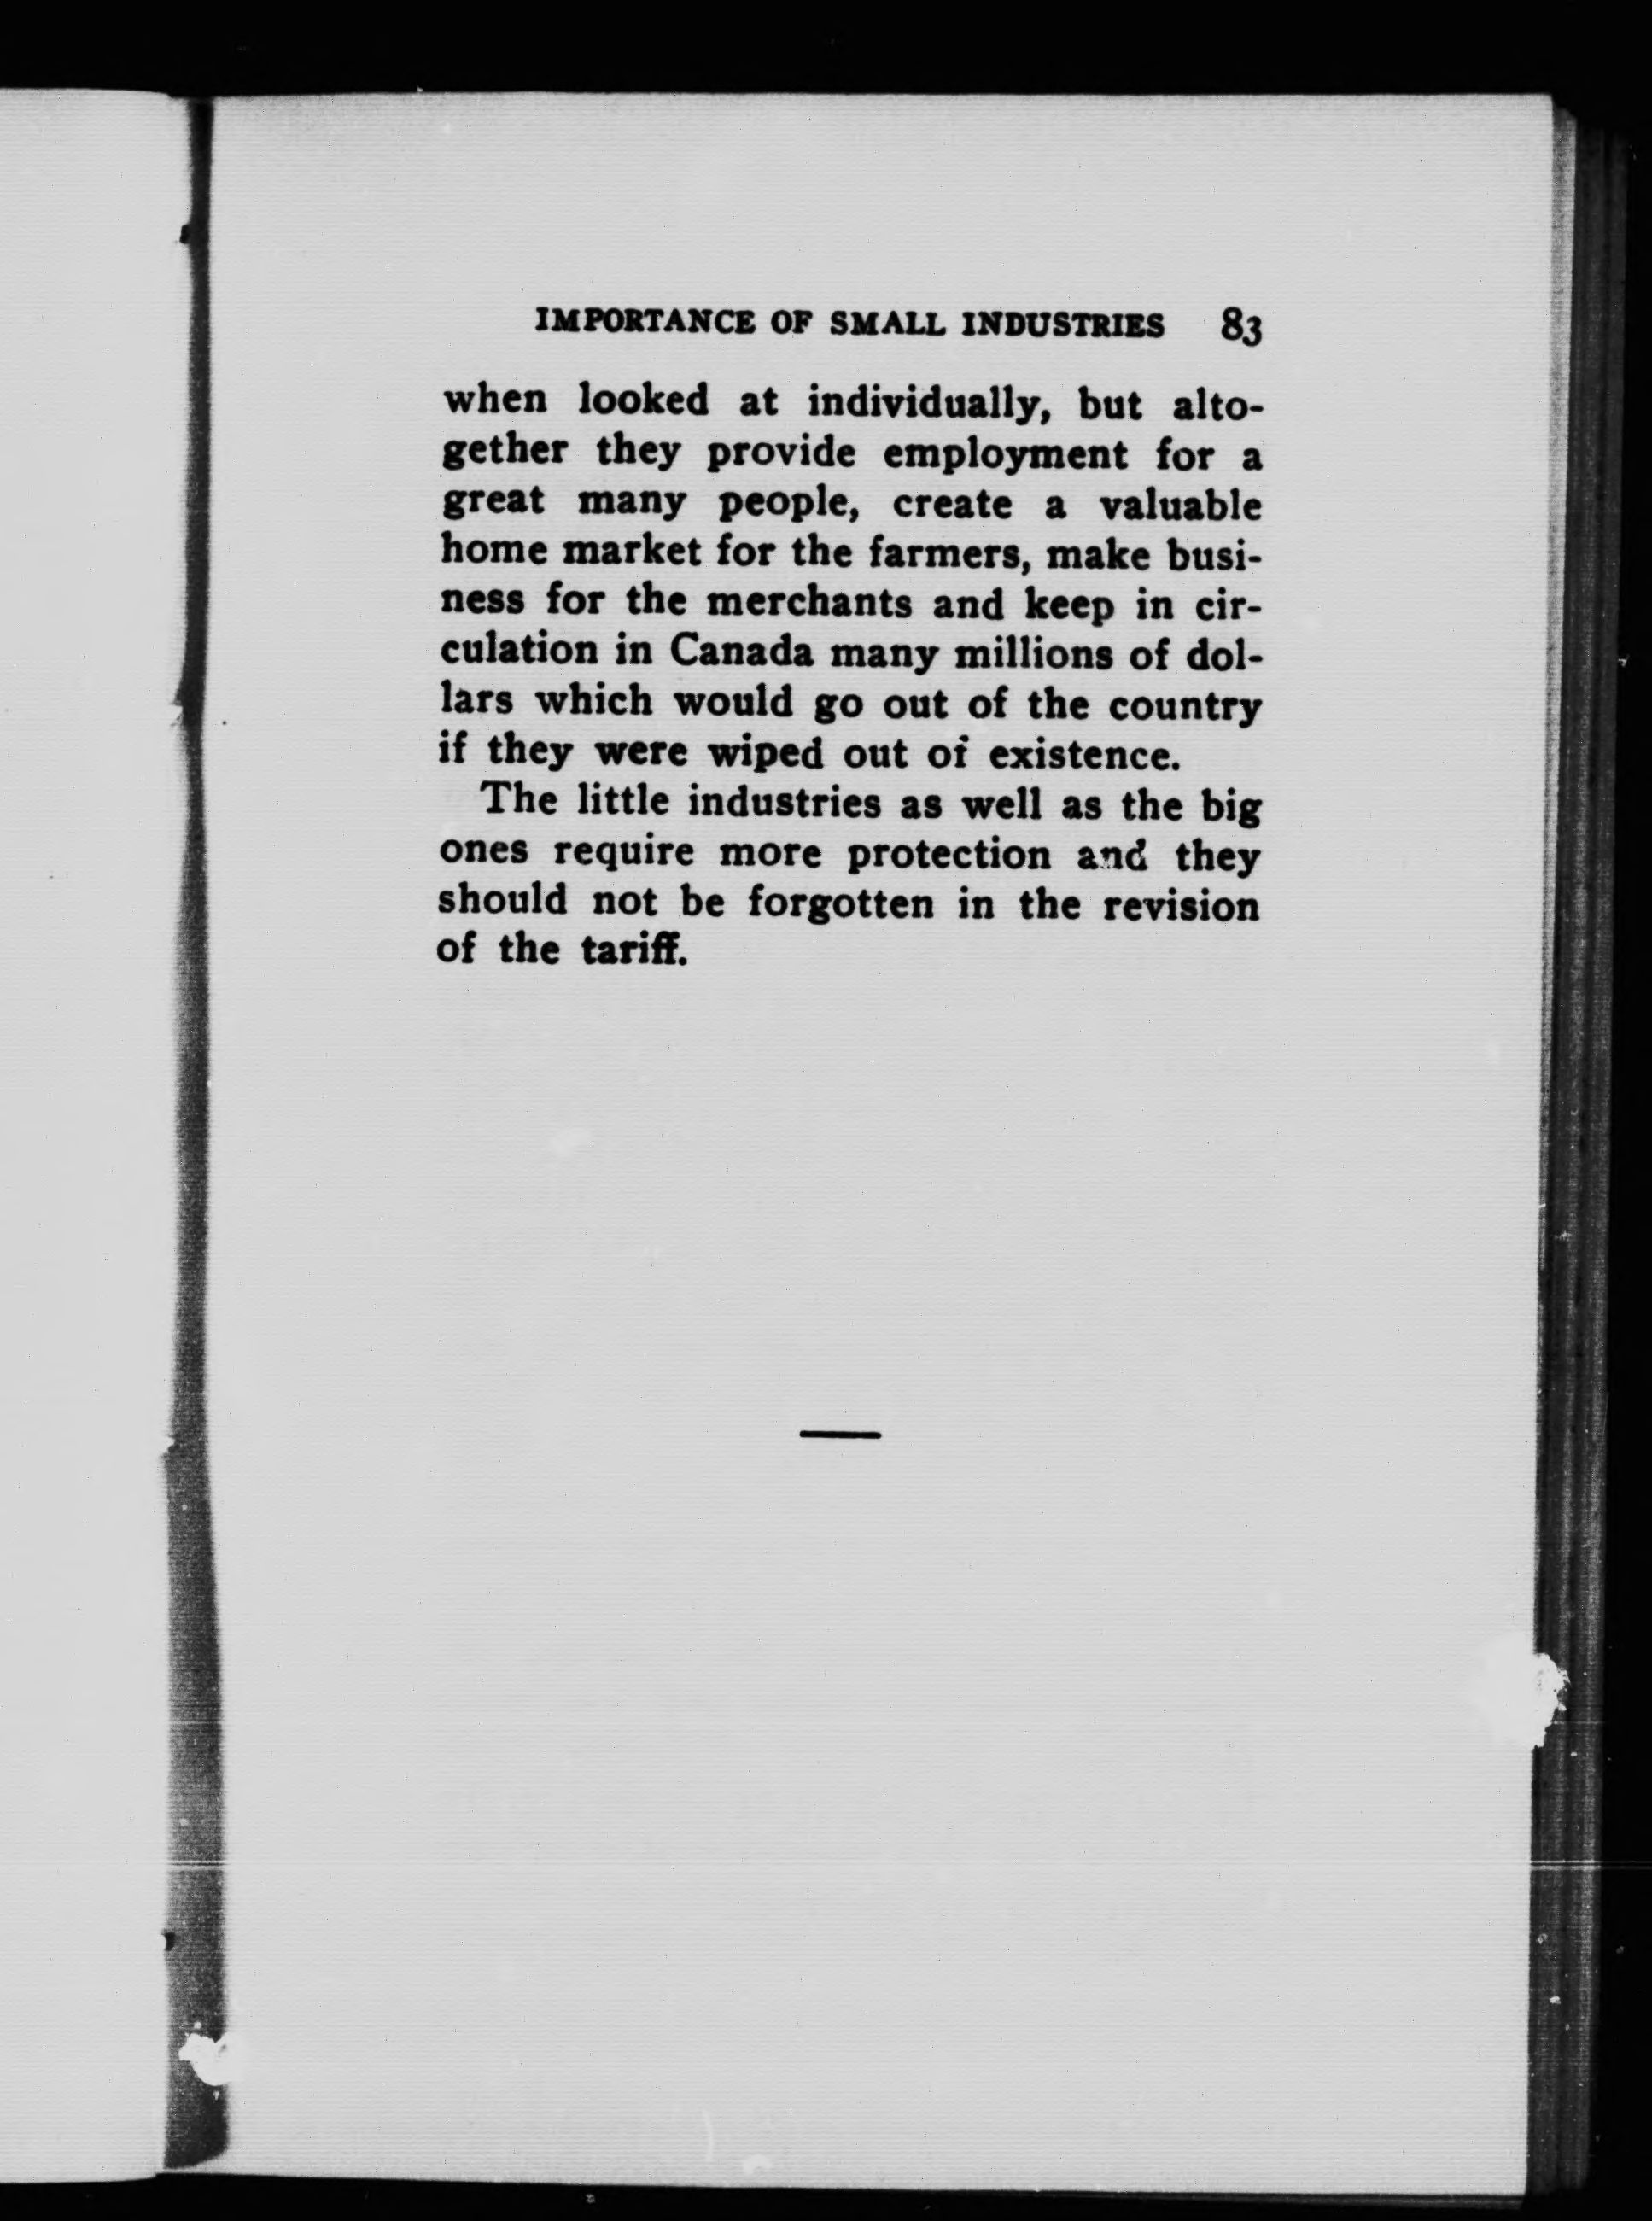 IMPORTANCE OF SMALL INDUSTRIES 83
when looked at individually, but alto-
gether they provide employment for a
great many people, create a valuable
home market for the farmers, make busi-
ness for the merchants and keep in cir-
culation in Canada many millions of dol-
lars which would go out of the country
if they were wiped out of existence.
The little industries as well as the big
ones require more protection and they
should not be forgotten in the revision
of the tariff.